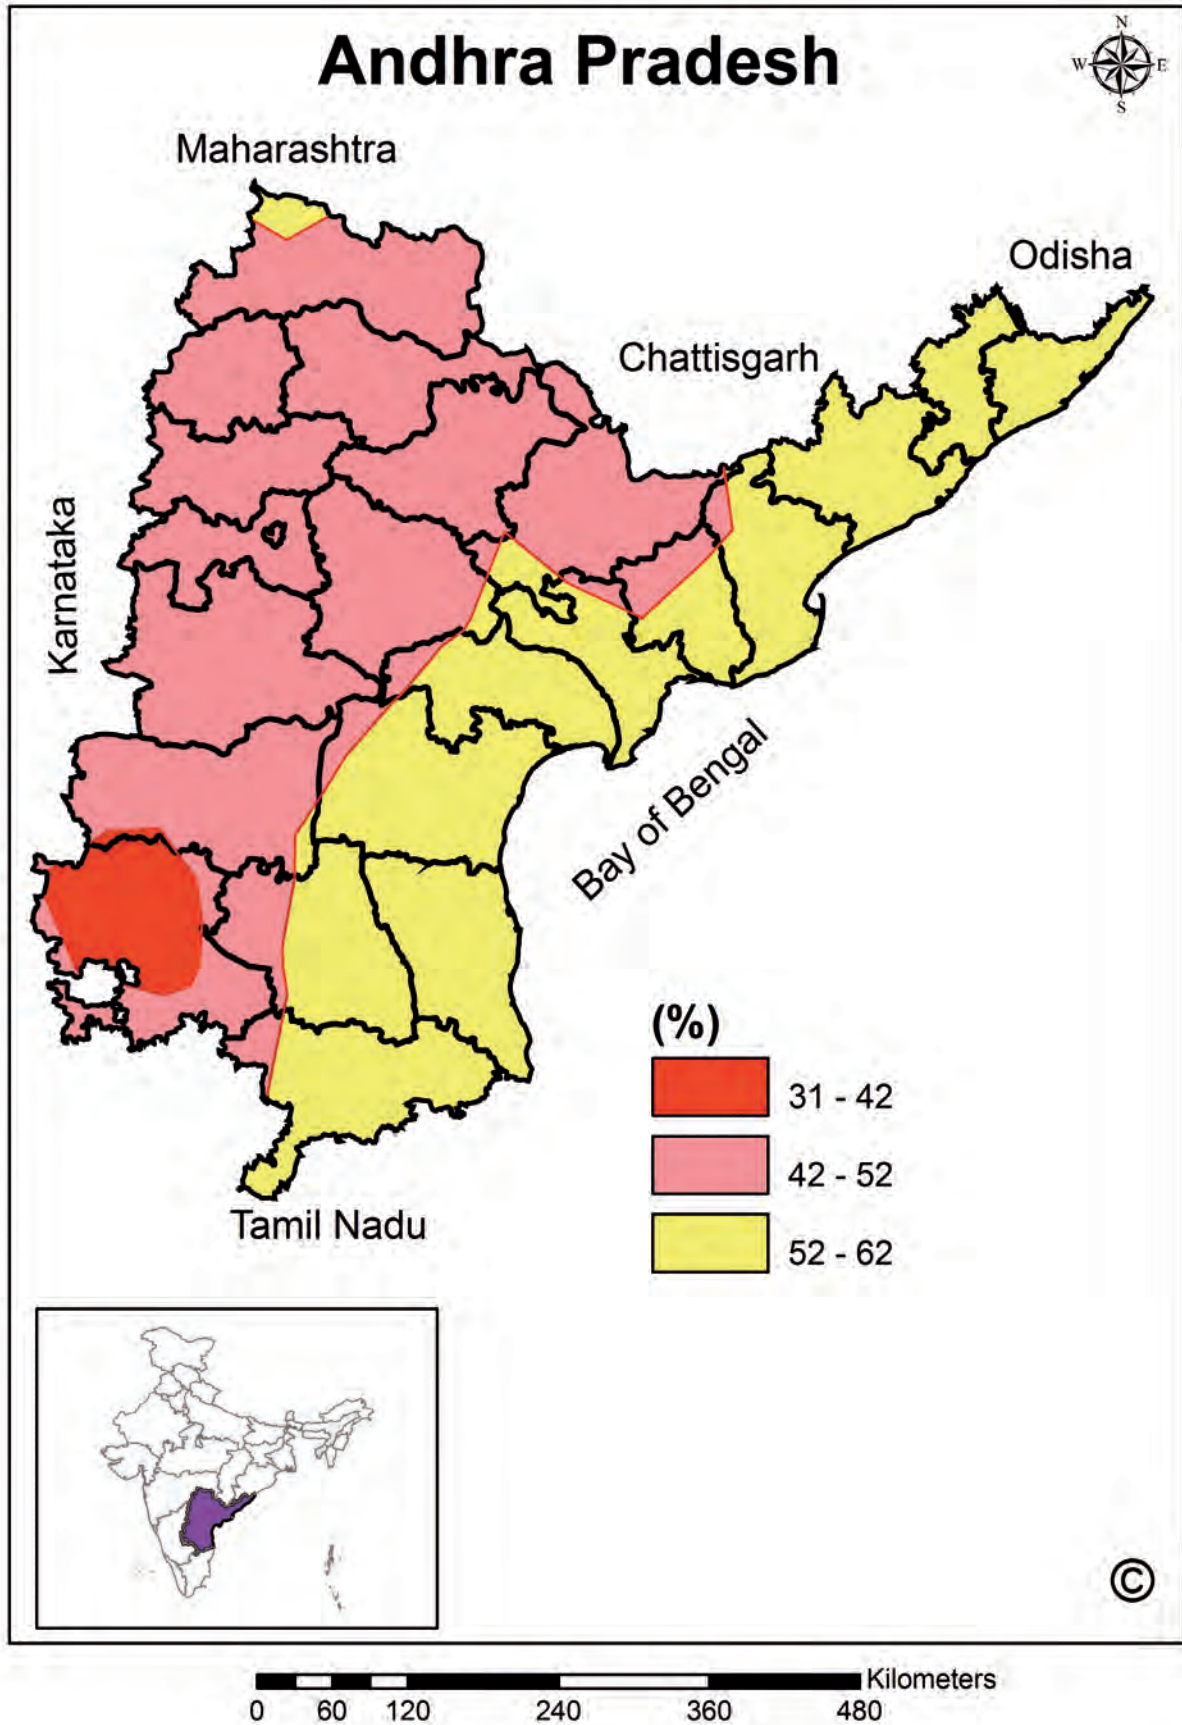 Andhra Pradesh
N
W
E
S
Maharashtra
Odisha
Chattisgarh
Karnataka
Bay of Bengal
(%)
31 - 42
42 - 52
52 - 62
Tamil Nadu
©
Kilometers
0 60 120 240 360 480